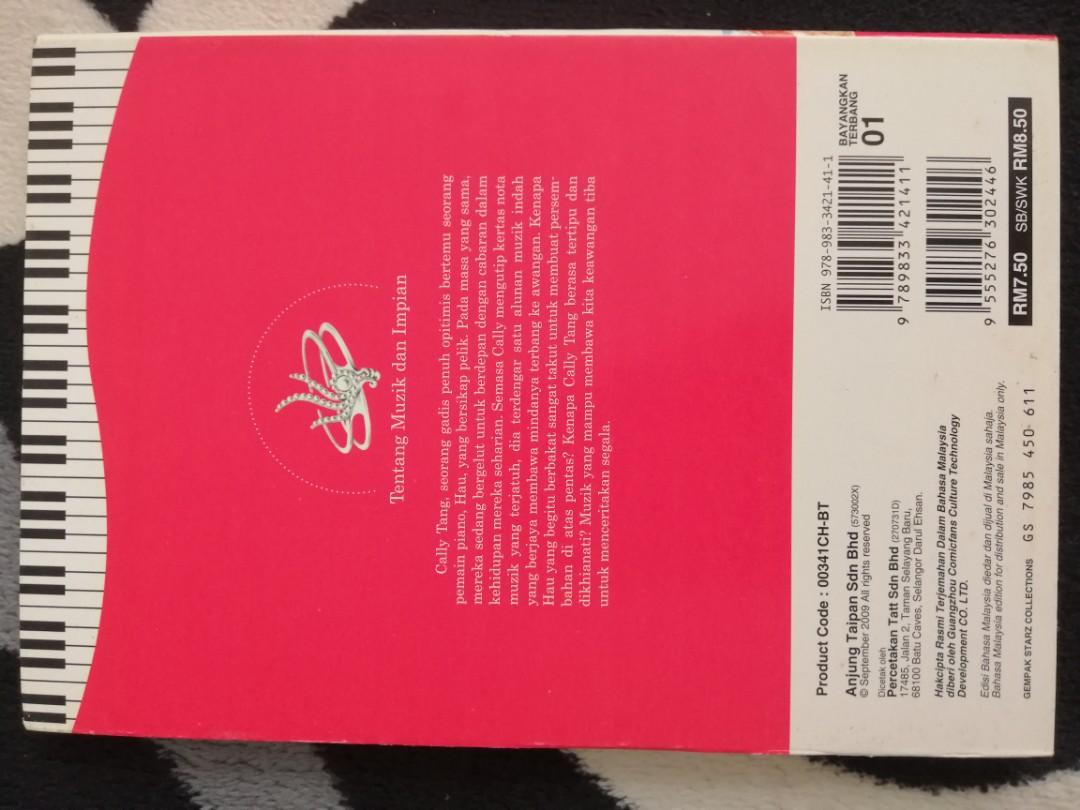 Tentang Muzik dan Impian
Cally Tang, seorang gadis penuh opitimis bertemu seorang
pemain piano, Hau, yang bersikap pelik. Pada masa yang sama,
mereka sedang bergelut untuk berdepan dengan cabaran dalam
kehidupan mereka seharian. Semasa Cally mengutip kertas nota
muzik yang terjatuh, dia terdengar satu alunan muzik indah
yang berjaya membawa mindanya terbang ke awangan. Kenapa
Hau yang begitu berbakat sangat takut untuk membuat persem-
bahan di atas pentas? Kenapa Cally Tang berasa tertipu dan
dikhianati? Muzik yang mampu membawa kita keawangan tiba
untuk menceritakan segala.
Product Code : 00341CH-BT
Anjung Taipan Sdn Bhd (573002X)
© September 2009 All rights reserved
Dicetak oleh
Percetakan Tatt Sdn Bhd (270731D)
17485, Jalan 2, Taman Selayang Baru,
68100 Batu Caves, Selangor Darul Ehsan.
Hakcipta Rasmi Terjemahan Dalam Bahasa Malaysia
diberi oleh Guangzhou Comicfans Culture Technology
Development CO. LTD.
Edisi Bahasa Malaysia diedar dan dijual di Malaysia sahaja.
Bahasa Malaysia edition for distribution and sale in Malaysia only.
GEMPAK STARZ COLLECTIONS GS 7985 450 611
ISBN 978-983-3421-41-1
9 789833 421411
BAYANGKAN
TERBANG
01
9 555276 302446
RM7.50 SB/SWK RM8.50